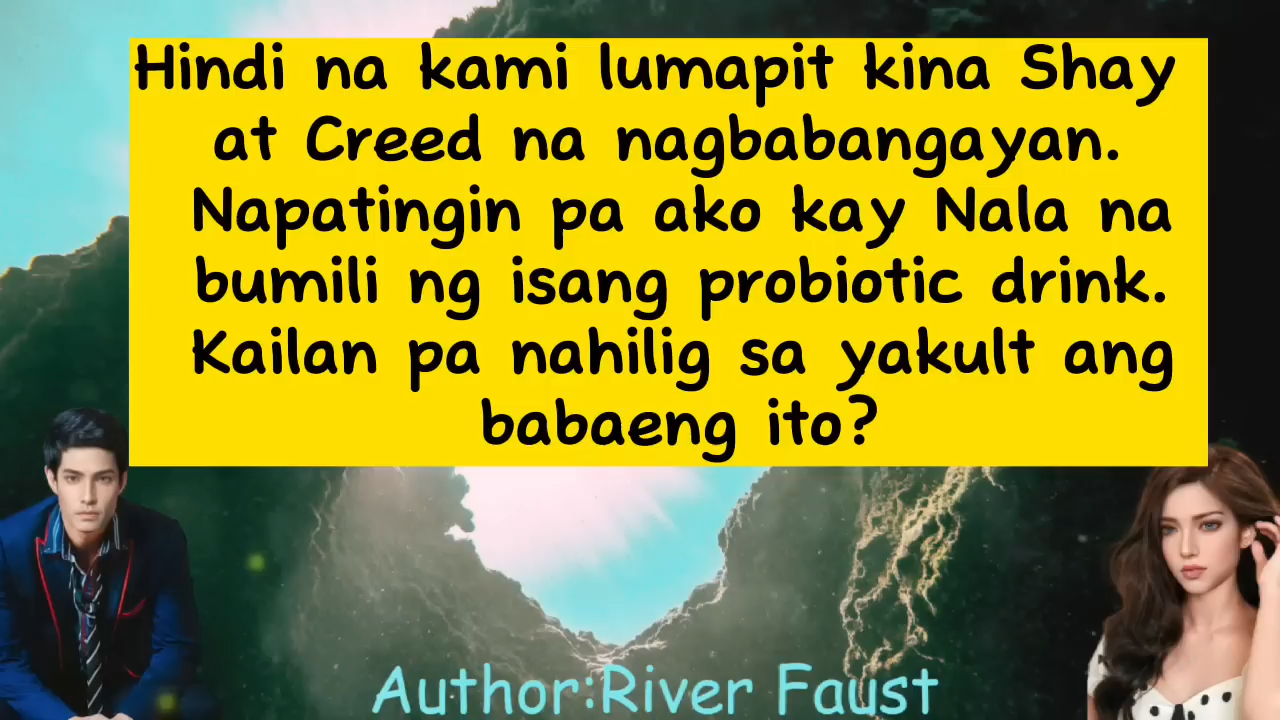 Hindi na kami lumapit kina Shay
at Creed na nagbabangayan.
Napatingin pa ako kay Nala na
bumili ng isang probiotic drink.
Kailan pa nahilig sa yakult ang
babaeng ito?
Author:River Faust